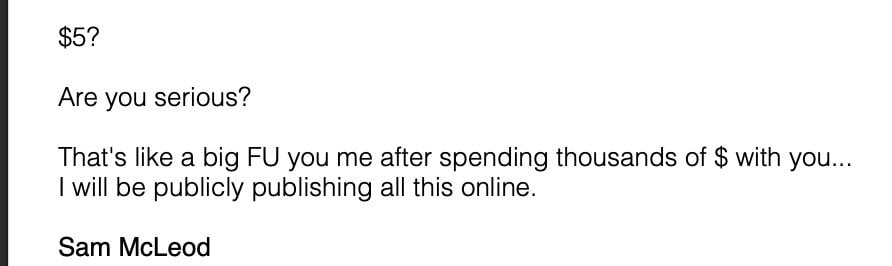 $5?
Are you serious?
That's like a big FU you me after spending thousands of $ with you...
I will be publicly publishing all this online.
Sam McLeod